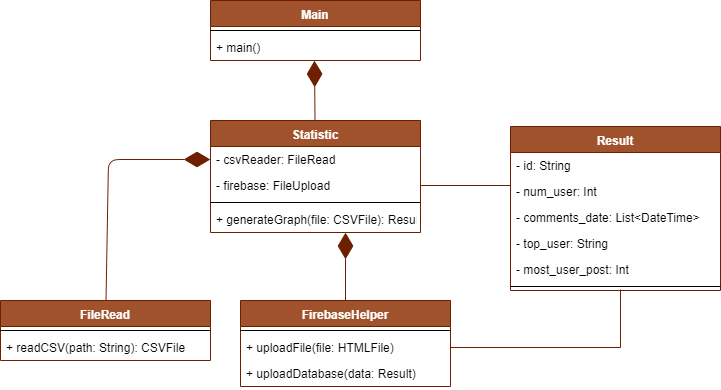 Main
+ main()
Statistic
- csvReader: FileRead
- firebase: FileUpload
+ generateGraph(file: CSVFile): Resu
Result
- id: String
- num_user: Int
- comments_date: List<DateTime>
- top_user: String
- most_user_post: Int
FileRead
+ readCSV(path: String): CSVFile
FirebaseHelper
+ uploadFile(file: HTMLFile)
+ uploadDatabase(data: Result)